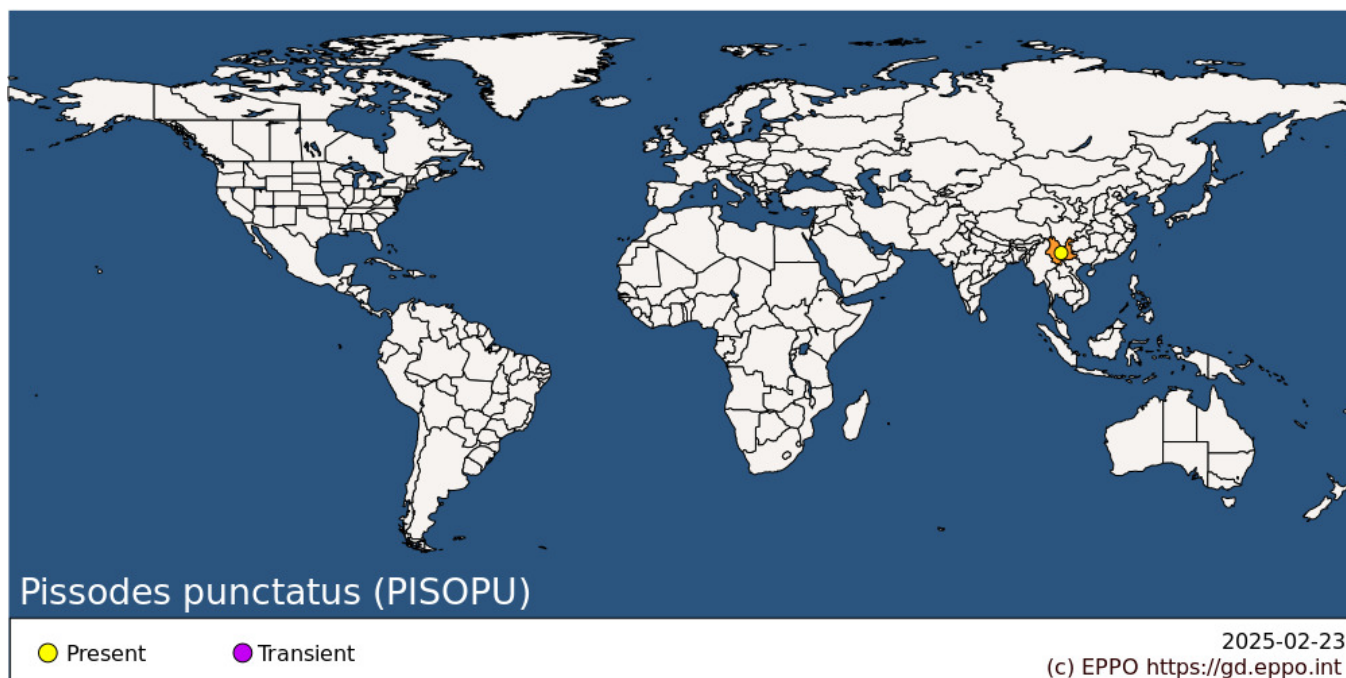 Pissodes punctatus (PISOPU)
Present
Transient
2025-02-23
(c) EPPO https://gd.eppo.int